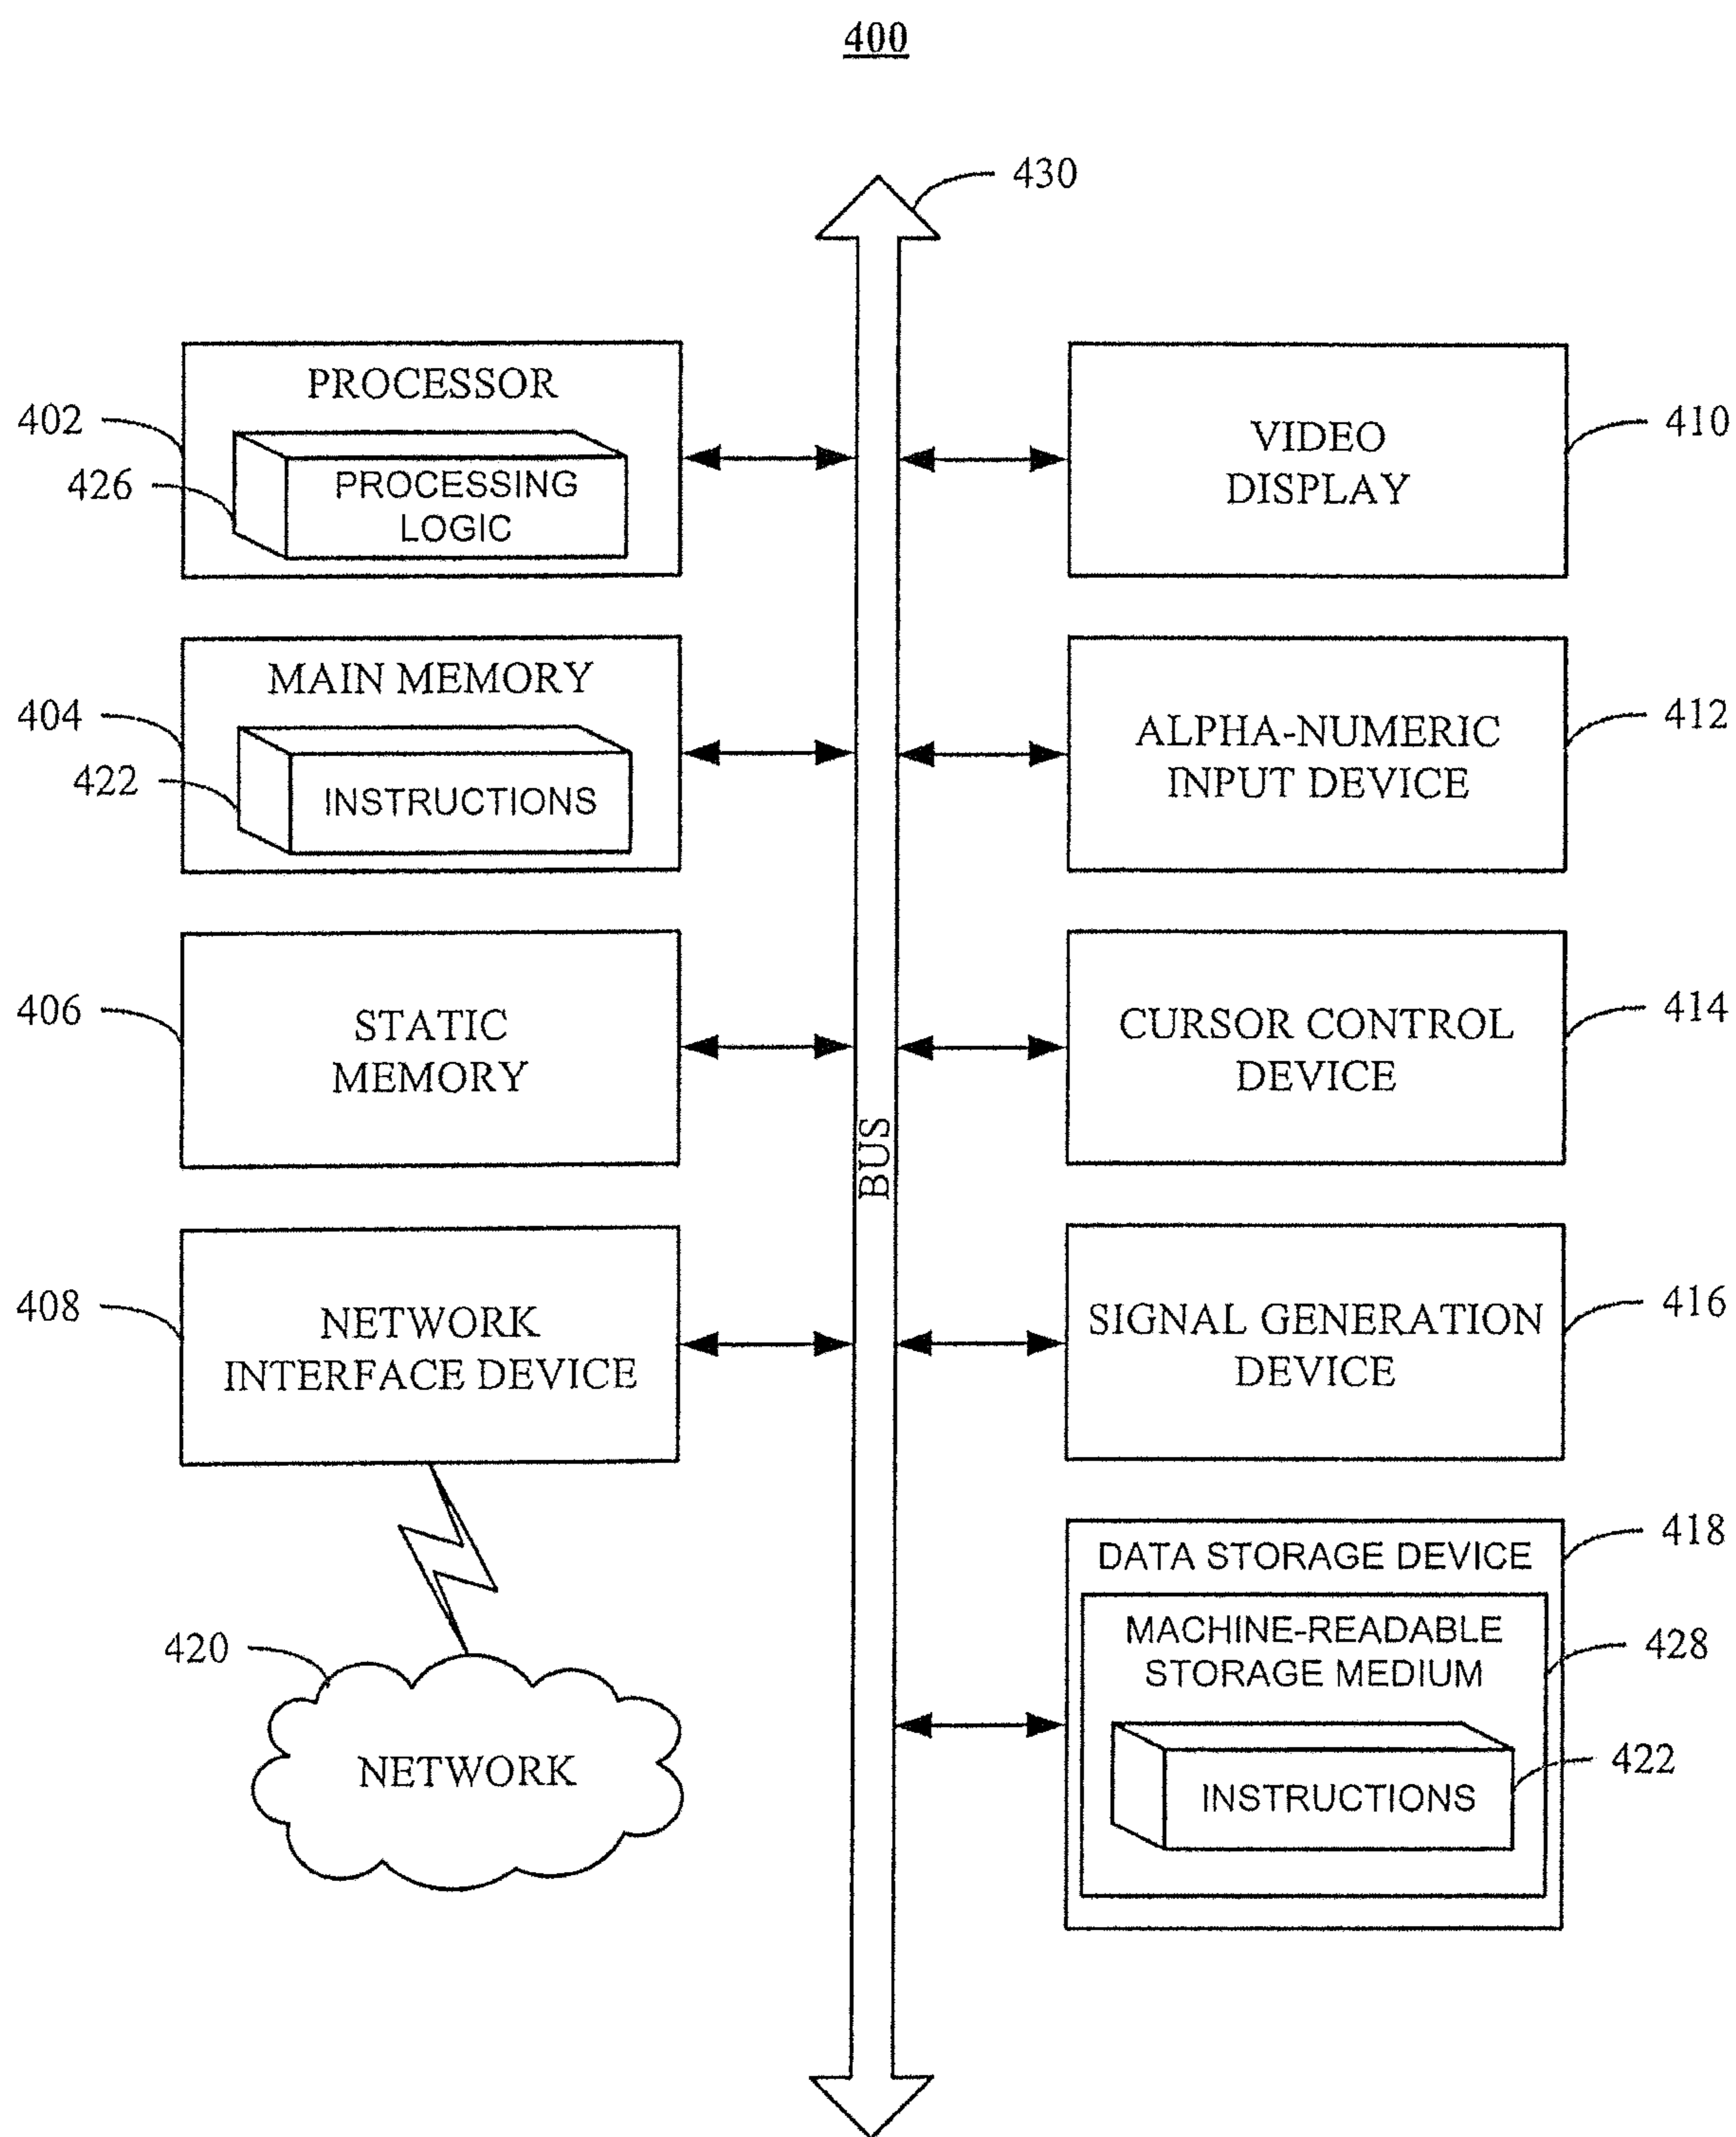 400
430
PROCESSOR
402
426
PROCESSING
LOGIC
MAIN MEMORY
404
422
INSTRUCTIONS
406
STATIC
MEMORY
408
NETWORK
INTERFACE DEVICE
420
NETWORK
BUS
VIDEO
DISPLAY
410
ALPHA-NUMERIC
INPUT DEVICE
412
CURSOR CONTROL
DEVICE
414
SIGNAL GENERATION
DEVICE
416
DATA STORAGE DEVICE
418
MACHINE-READABLE
STORAGE MEDIUM
428
INSTRUCTIONS
422